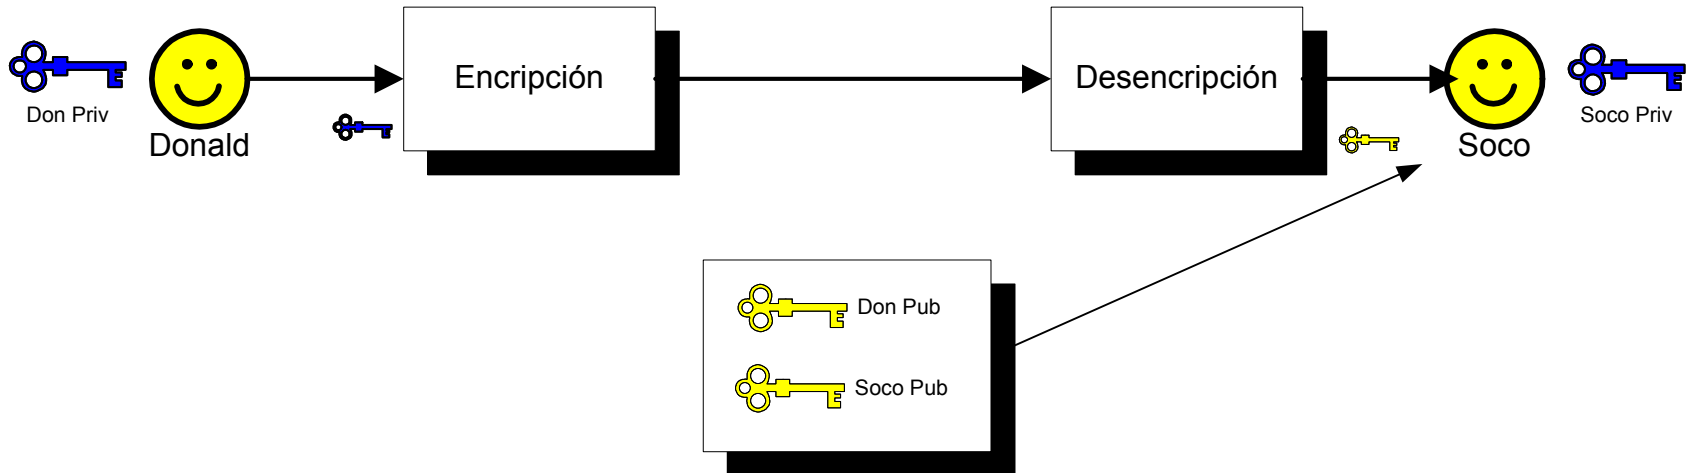 Encripción
Desencripción
Don Priv
Donald
Soco
Soco Priv
Don Pub
Soco Pub